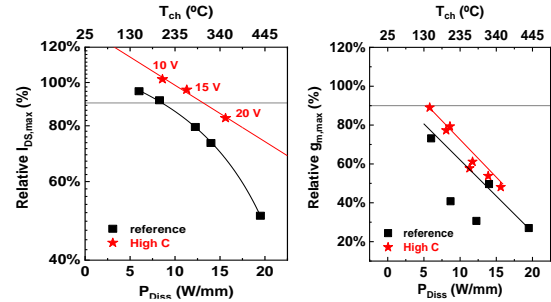 T_ch (ºC)
25 130 235 340 445
120%
100%
80%
60%
40%
Relative I_DS,max (%)
10 V
15 V
20 V
reference
High C
0 5 10 15 20
P_Diss (W/mm)
T_ch (ºC)
25 130 235 340 445
120%
100%
80%
60%
40%
20%
Relative g_m,max (%)
reference
High C
0 5 10 15 20
P_Diss (W/mm)